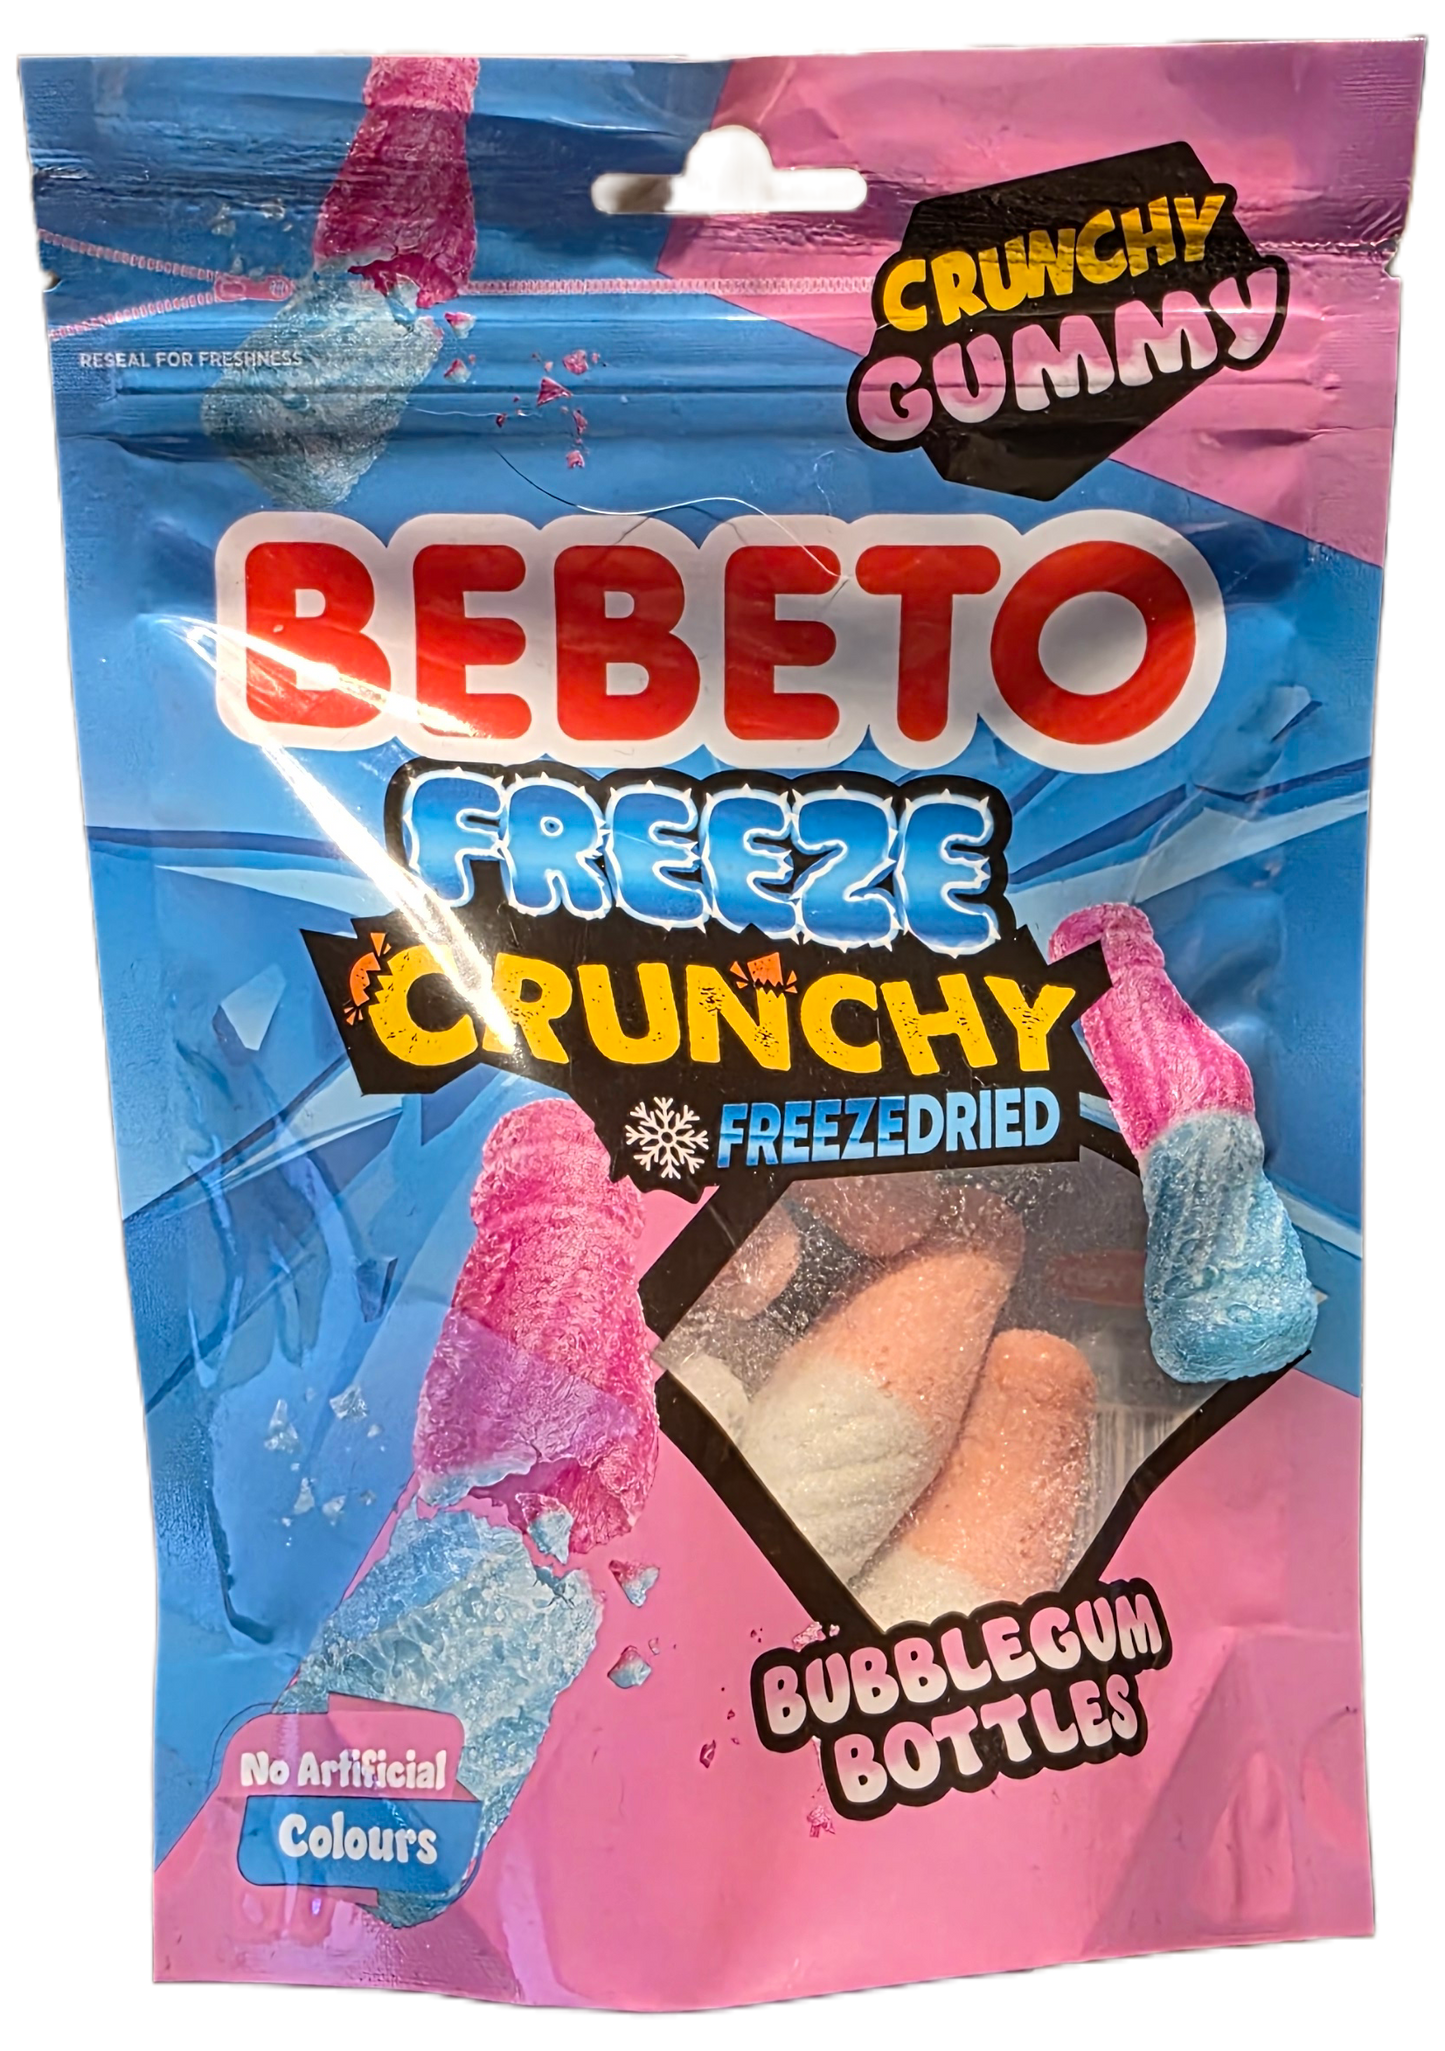 CRUNCHY
GUMMY
RESEAL FOR FRESHNESS
BEBETO
FREEZE
CRUNCHY
FREEZEDRIED
BUBBLEGUM
BOTTLES
No Artificial
Colours